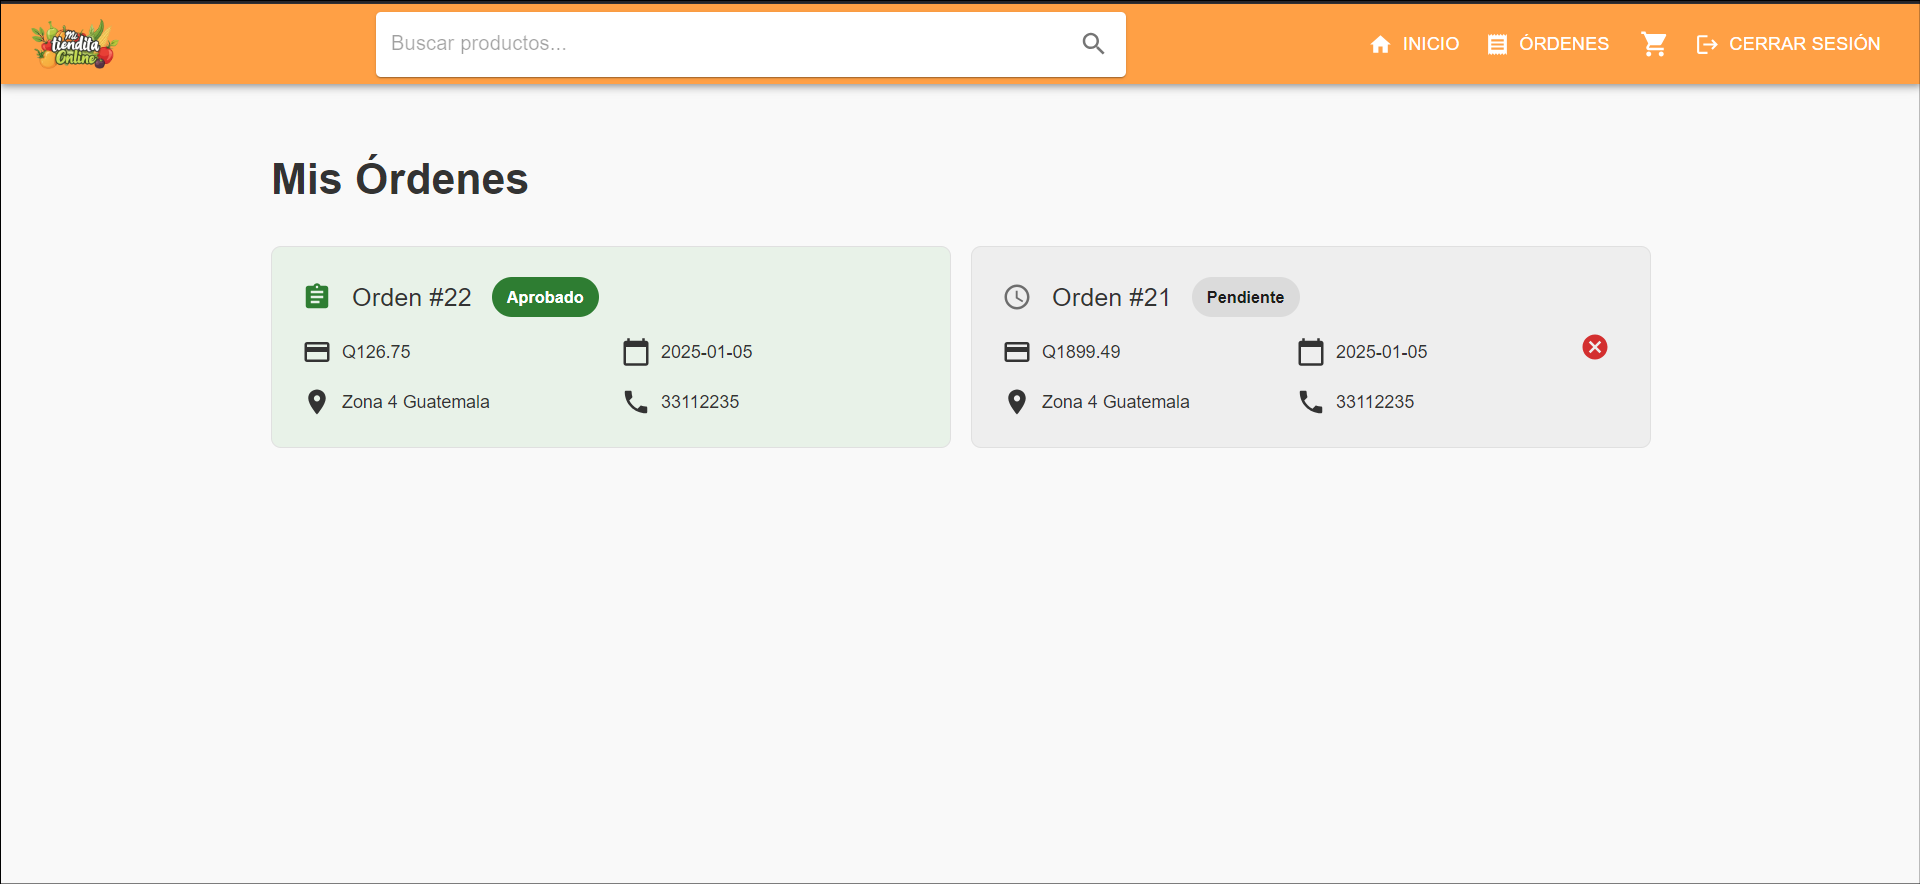 Mi tiendita Online
Buscar productos...
INICIO
ÓRDENES
CERRAR SESIÓN
Mis Órdenes
Orden #22
Aprobado
Q126.75
2025-01-05
Zona 4 Guatemala
33112235
Orden #21
Pendiente
Q1899.49
2025-01-05
Zona 4 Guatemala
33112235